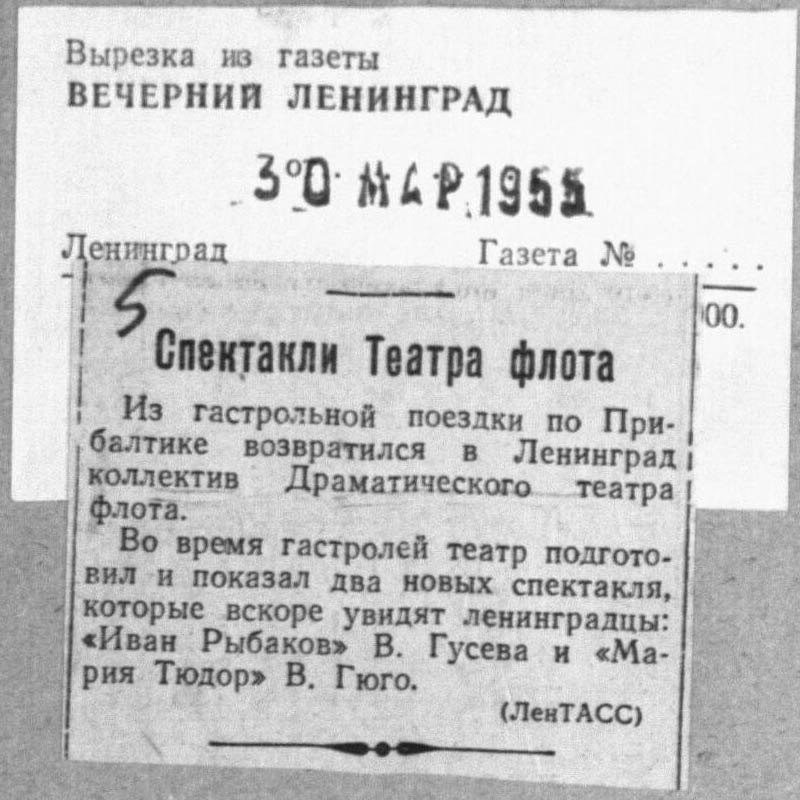 Вырезка из газеты
ВЕЧЕРНИЙ ЛЕНИНГРАД
30 МАР 1955
Ленинград Газета № . . . . .
5
00.
Спектакли Театра флота
Из гастрольной поездки по При-
балтике возвратился в Ленинград
коллектив Драматического театра
флота.
Во время гастролей театр подгото-
вил и показал два новых спектакля,
которые вскоре увидят ленинградцы:
«Иван Рыбаков» В. Гусева и «Ма-
рия Тюдор» В. Гюго.
(ЛенТАСС)